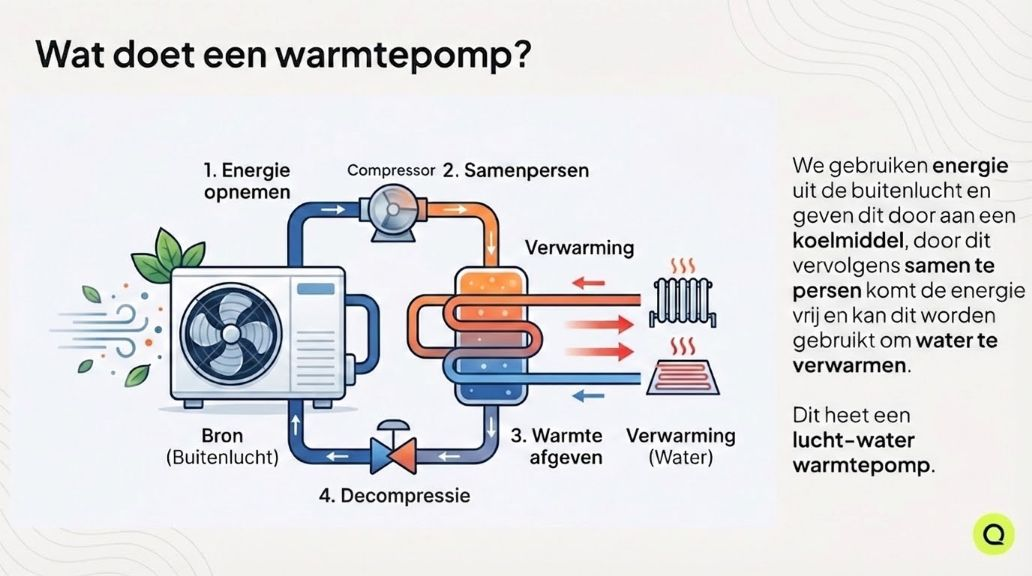 Wat doet een warmtepomp?
1. Energie
opnemen
Compressor
2. Samenpersen
Verwarming
Bron
(Buitenlucht)
3. Warmte
afgeven
Verwarming
(Water)
4. Decompressie
We gebruiken energie
uit de buitenlucht en
geven dit door aan een
koelmiddel, door dit
vervolgens samen te
persen komt de energie
vrij en kan dit worden
gebruikt om water te
verwarmen.
Dit heet een
lucht-water
warmtepomp.
Q